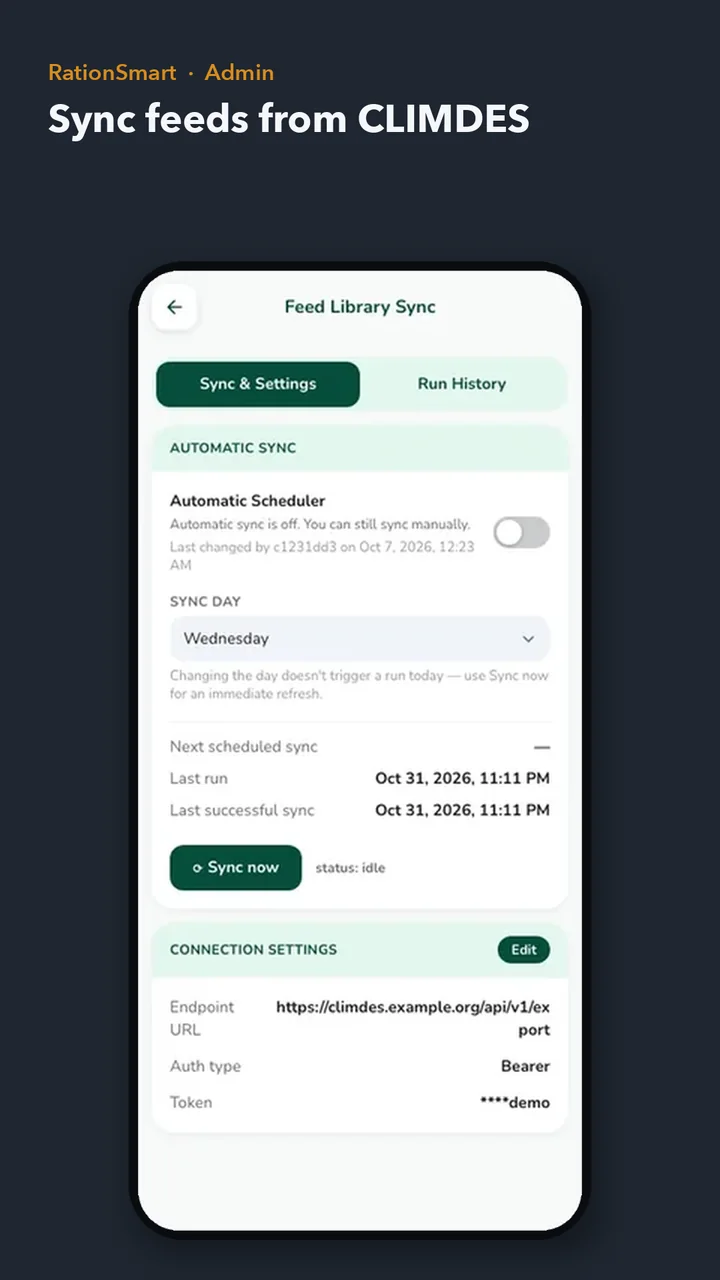 RationSmart · Admin
Sync feeds from CLIMDES
Feed Library Sync
Sync & Settings
Run History
AUTOMATIC SYNC
Automatic Scheduler
Automatic sync is off. You can still sync manually.
Last changed by c1231dd3 on Oct 7, 2026, 12:23
AM
SYNC DAY
Wednesday
Changing the day doesn't trigger a run today — use Sync now
for an immediate refresh.
Next scheduled sync —
Last run Oct 31, 2026, 11:11 PM
Last successful sync Oct 31, 2026, 11:11 PM
⟳ Sync now status: idle
CONNECTION SETTINGS Edit
Endpoint https://climdes.example.org/api/v1/ex
URL port
Auth type Bearer
Token ****demo